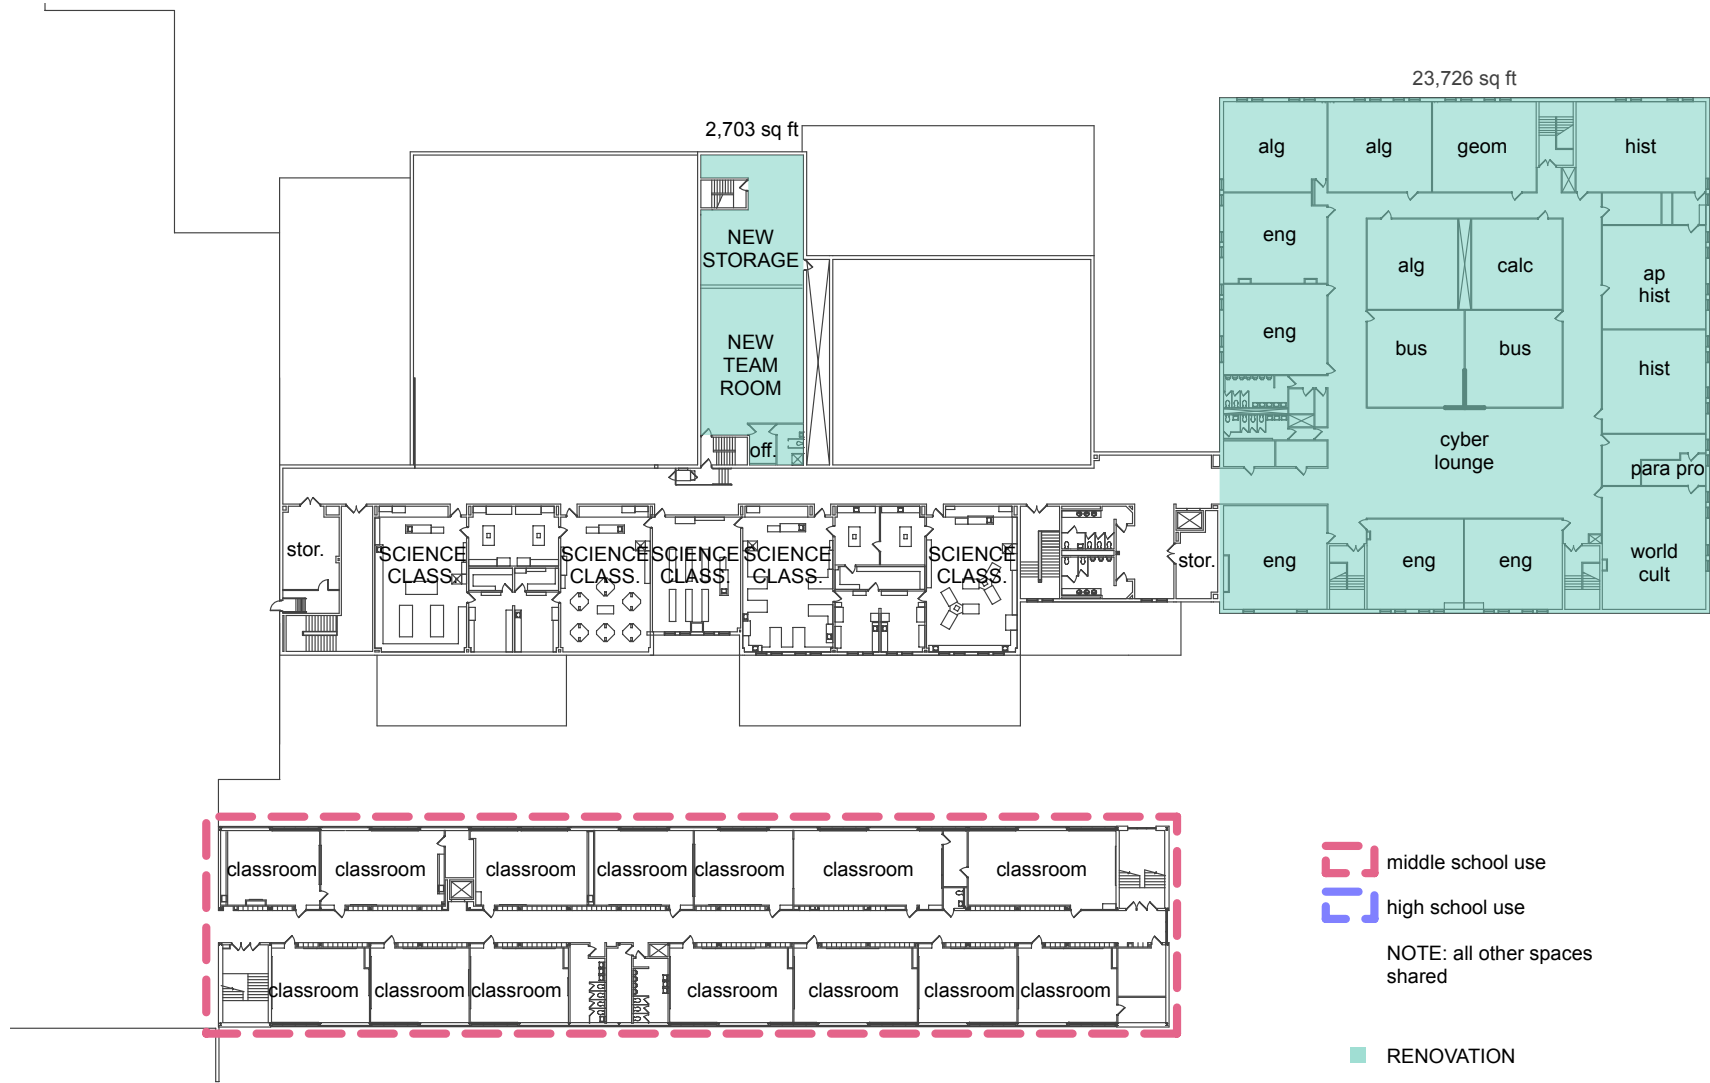 23,726 sq ft
2,703 sq ft
alg
alg
geom
hist
NEW
STORAGE
eng
alg
calc
ap
hist
NEW
TEAM
ROOM
eng
bus
bus
hist
off.
cyber
lounge
para pro
stor.
SCIENCE
CLASS.
SCIENCE
CLASS.
SCIENCE
CLASS.
SCIENCE
CLASS.
SCIENCE
CLASS.
stor.
eng
eng
eng
world
cult
classroom
classroom
classroom
classroom
classroom
classroom
classroom
classroom
classroom
classroom
classroom
classroom
classroom
classroom
middle school use
high school use
NOTE: all other spaces
shared
RENOVATION